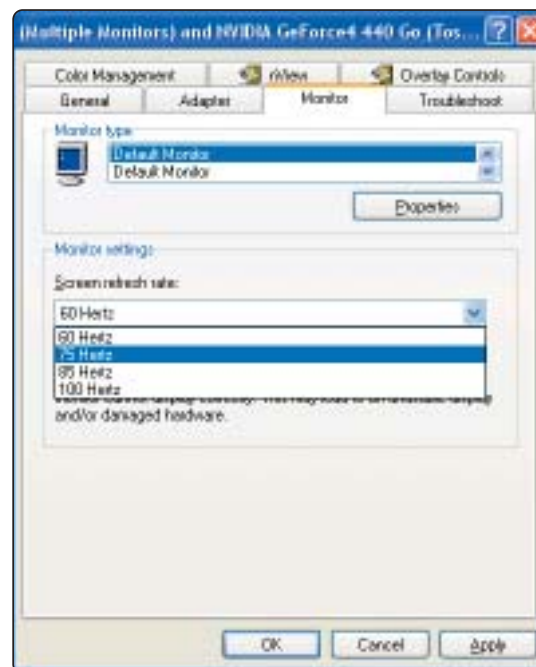 (Multiple Monitors) and NVIDIA GeForce4 440 Go (Tos...
Color Management nView Overlay Controls
General Adapter Monitor Troubleshoot
Monitor type
Default Monitor
Default Monitor
Properties
Monitor settings
Screen refresh rate:
60 Hertz
60 Hertz
75 Hertz
85 Hertz
100 Hertz
and/or damaged hardware.
OK Cancel Apply